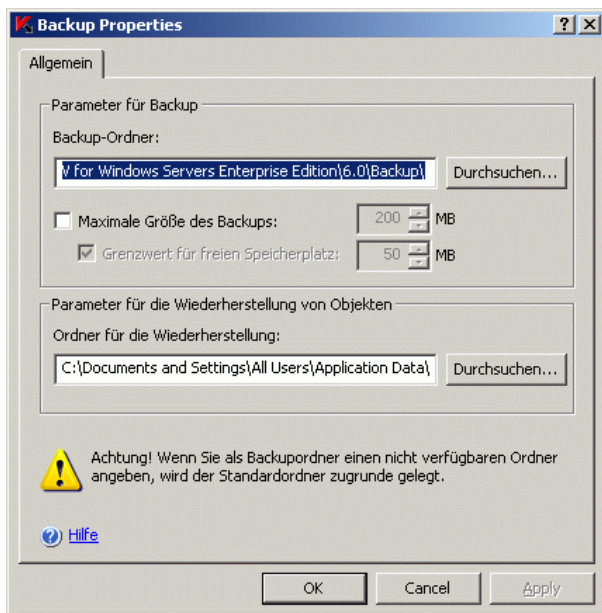 Backup Properties
Allgemein
Parameter für Backup
Backup-Ordner:
V for Windows Servers Enterprise Edition\6.0\Backup\
Durchsuchen...
Maximale Größe des Backups:
200 MB
Grenzwert für freien Speicherplatz:
50 MB
Parameter für die Wiederherstellung von Objekten
Ordner für die Wiederherstellung:
C:\Documents and Settings\All Users\Application Data\
Durchsuchen...
Achtung! Wenn Sie als Backupordner einen nicht verfügbaren Ordner
angeben, wird der Standardordner zugrunde gelegt.
Hilfe
OK
Cancel
Apply